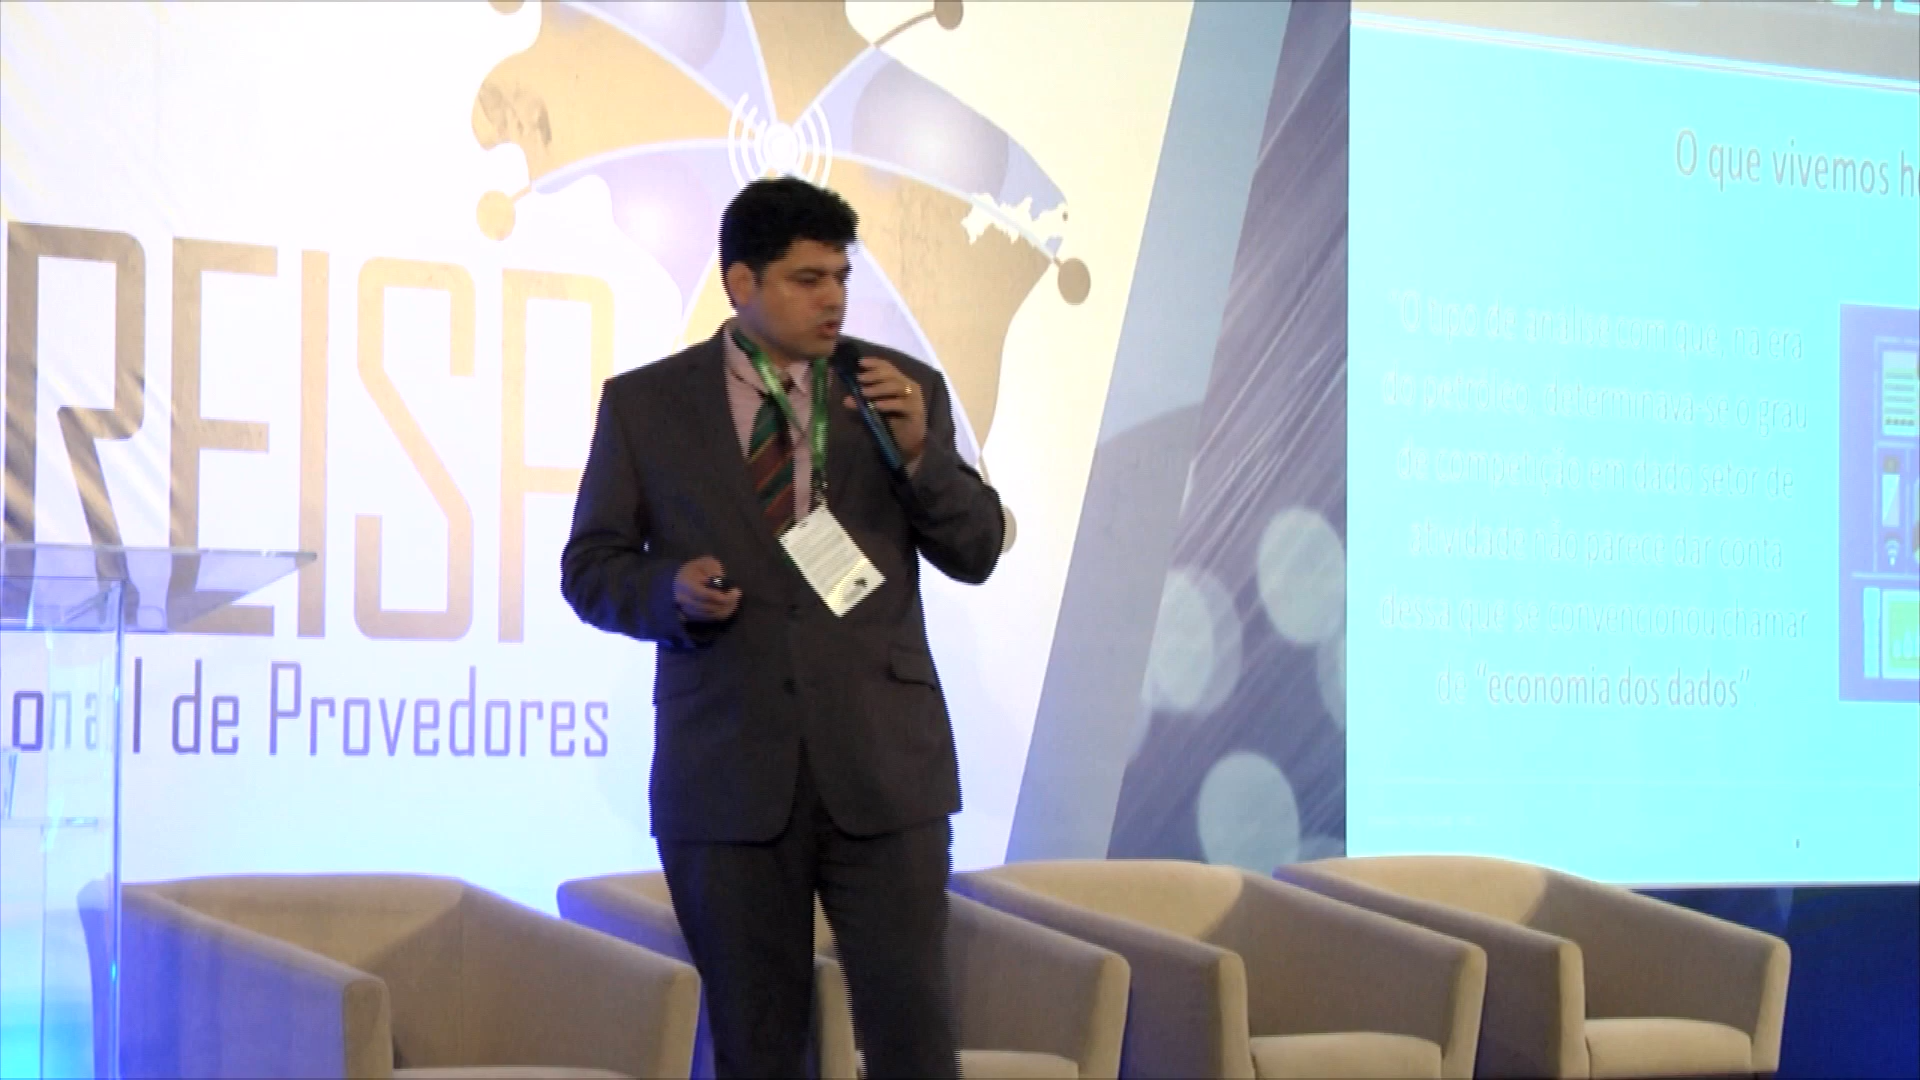 REISP
onal de Provedores
O que vivemos h
"O tipo de análise com que, na era
do petróleo, determinava-se o grau
de competição em dado setor de
atividade não parece dar conta
dessa que se convencionou chamar
de "economia dos dados".